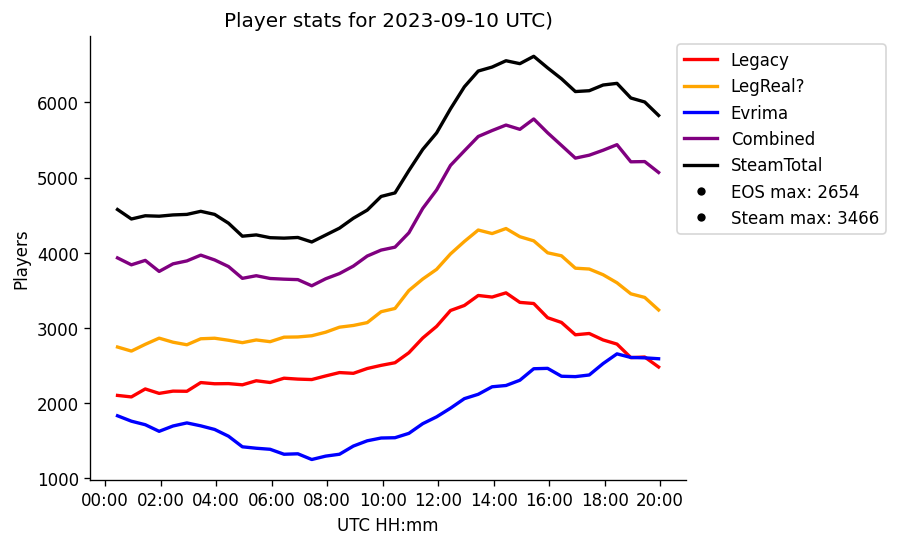 Player stats for 2023-09-10 UTC)
Legacy
LegReal?
Evrima
Combined
SteamTotal
EOS max: 2654
Steam max: 3466
Players
6000
5000
4000
3000
2000
1000
00:00 02:00 04:00 06:00 08:00 10:00 12:00 14:00 16:00 18:00 20:00
UTC HH:mm